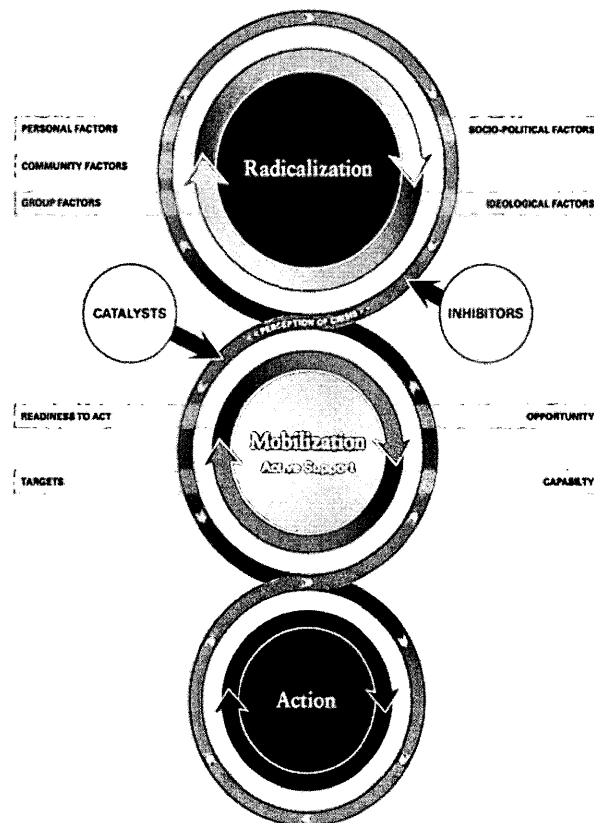 Radicalization
PERSONAL FACTORS
COMMUNITY FACTORS
GROUP FACTORS
SOCIO-POLITICAL FACTORS
IDEOLOGICAL FACTORS
CATALYSTS
INHIBITORS
PERCEPTION OF CRISIS
READINESS TO ACT
TARGETS
Mobilization
Active Support
OPPORTUNITY
CAPABILTY
Action